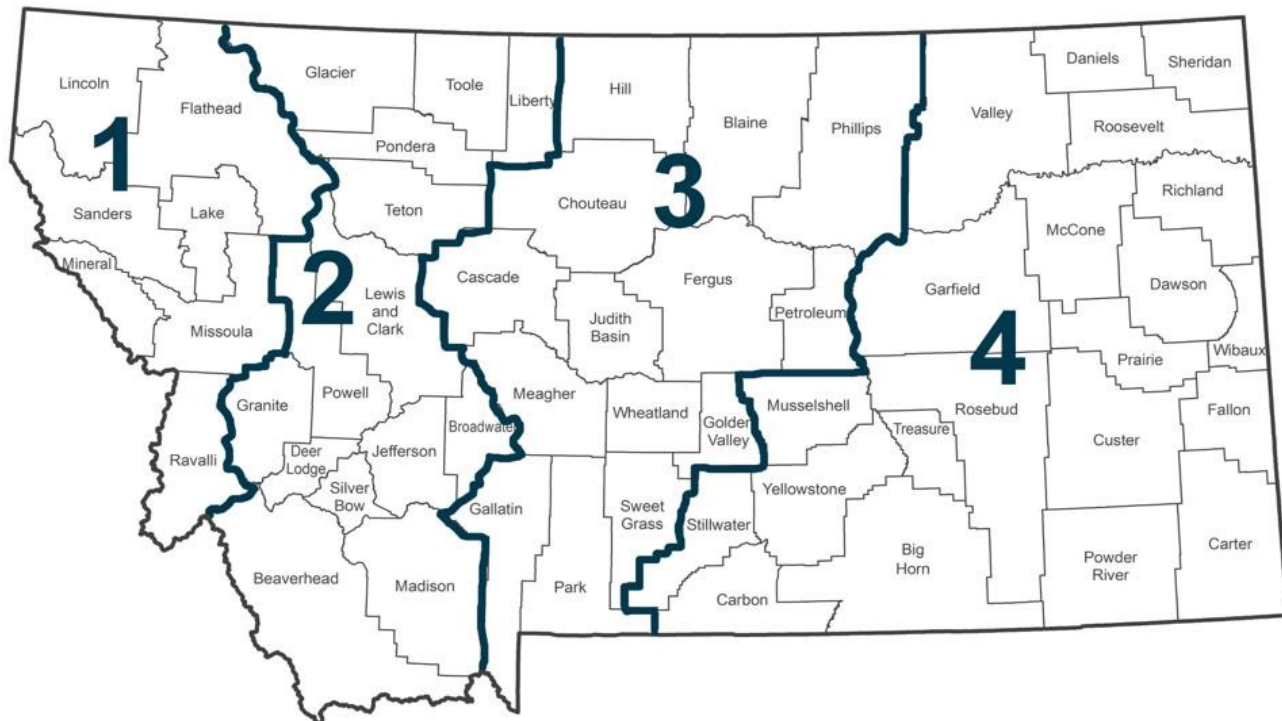 Lincoln
Flathead
Glacier
Toole
Liberty
Hill
Blaine
Phillips
Valley
Daniels
Sheridan
Roosevelt
1
Pondera
3
Richland
Sanders
Lake
Teton
Chouteau
McCone
Mineral
2
Cascade
Fergus
Garfield
Dawson
Missoula
Lewis
and
Clark
Judith
Basin
Petroleum
4
Prairie
Wibaux
Granite
Powell
Meagher
Wheatland
Golden
Valley
Musselshell
Rosebud
Fallon
Ravalli
Deer
Lodge
Jefferson
Broadwater
Treasure
Custer
Silver
Bow
Gallatin
Sweet
Grass
Stillwater
Yellowstone
Big
Horn
Powder
River
Carter
Beaverhead
Madison
Park
Carbon